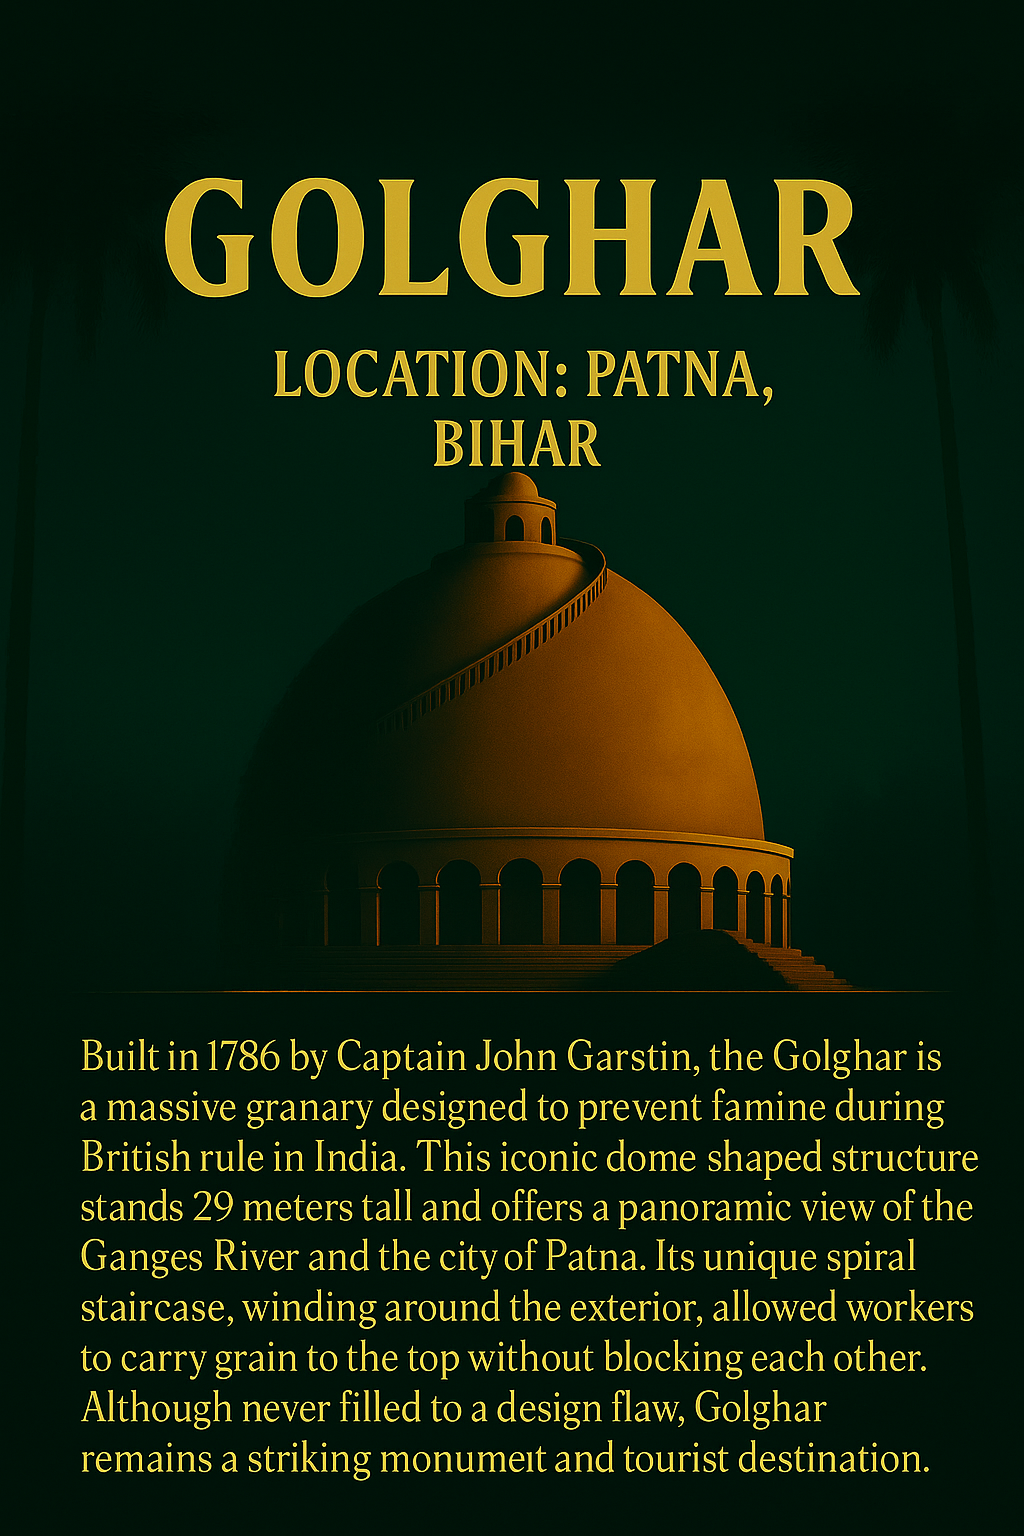 GOLGHAR
LOCATION: PATNA,
BIHAR
Built in 1786 by Captain John Garstin, the Golghar is
a massive granary designed to prevent famine during
British rule in India. This iconic dome shaped structure
stands 29 meters tall and offers a panoramic view of the
Ganges River and the city of Patna. Its unique spiral
staircase, winding around the exterior, allowed workers
to carry grain to the top without blocking each other.
Although never filled to a design flaw, Golghar
remains a striking monumeıt and tourist destination.